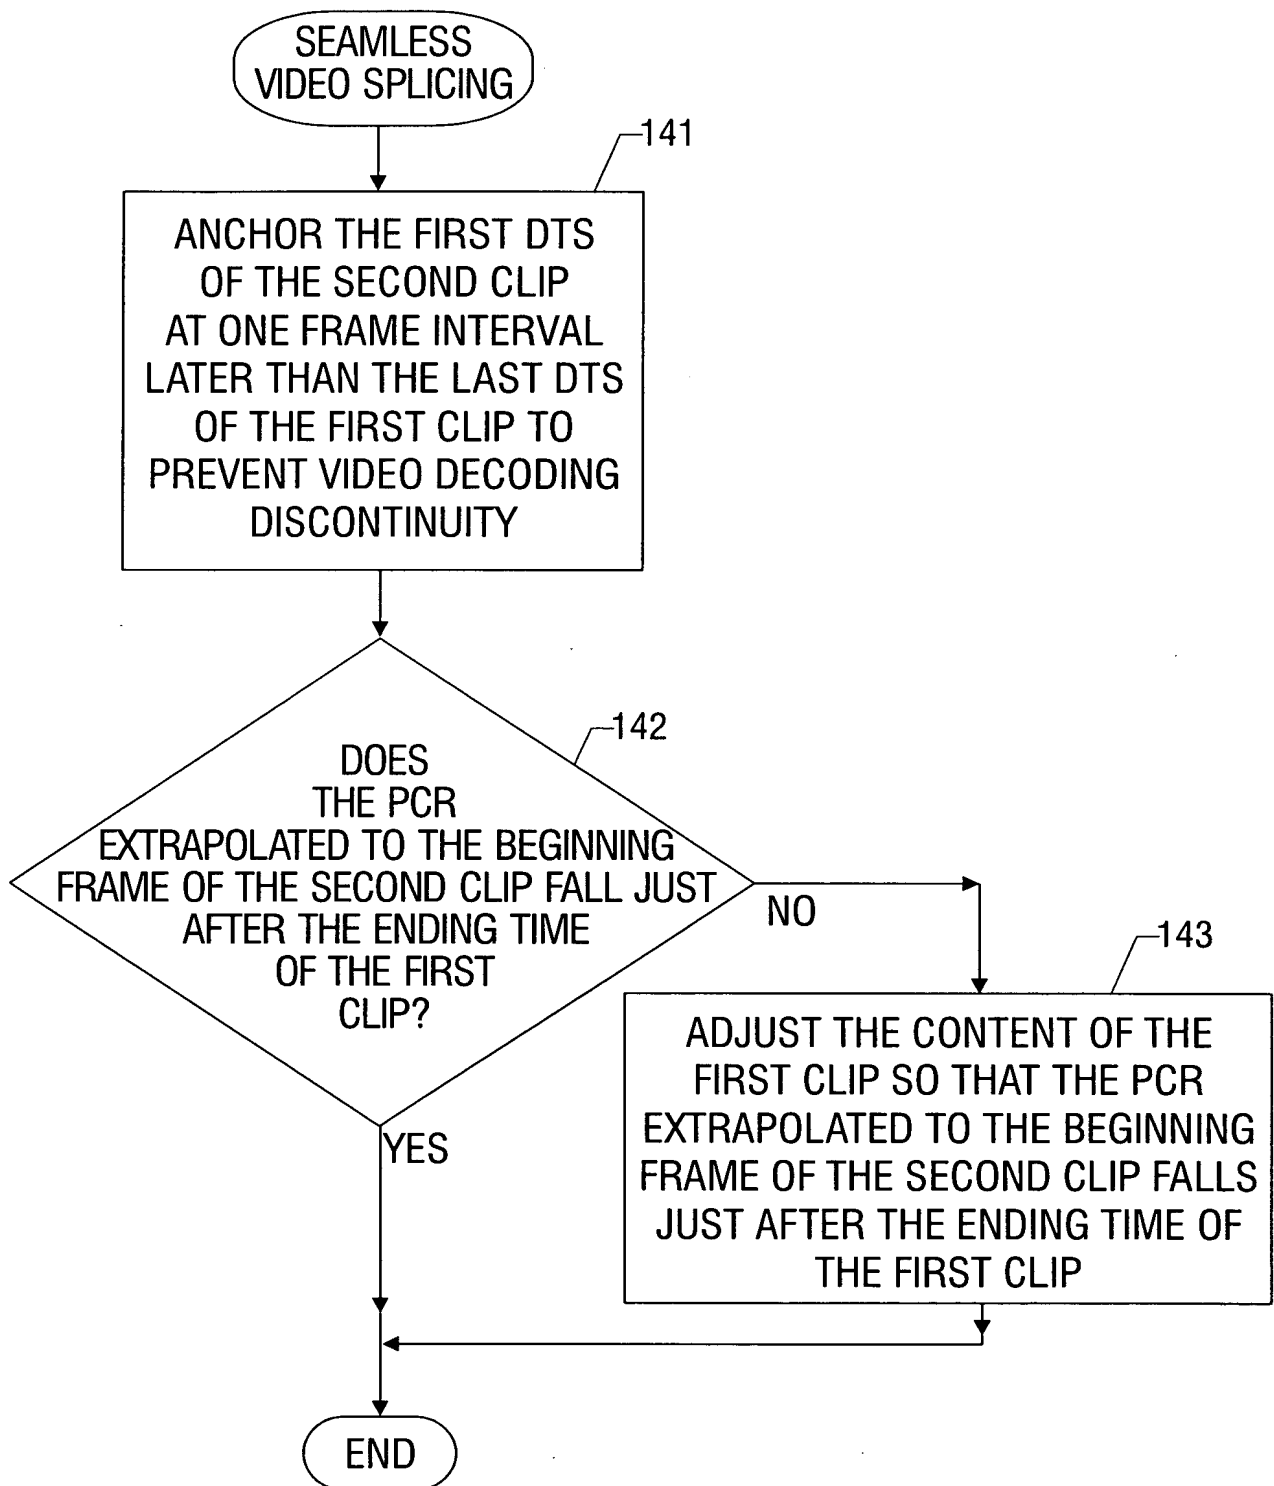 SEAMLESS
VIDEO SPLICING
141
ANCHOR THE FIRST DTS
OF THE SECOND CLIP
AT ONE FRAME INTERVAL
LATER THAN THE LAST DTS
OF THE FIRST CLIP TO
PREVENT VIDEO DECODING
DISCONTINUITY
142
DOES
THE PCR
EXTRAPOLATED TO THE BEGINNING
FRAME OF THE SECOND CLIP FALL JUST
AFTER THE ENDING TIME
OF THE FIRST
CLIP?
NO
YES
143
ADJUST THE CONTENT OF THE
FIRST CLIP SO THAT THE PCR
EXTRAPOLATED TO THE BEGINNING
FRAME OF THE SECOND CLIP FALLS
JUST AFTER THE ENDING TIME OF
THE FIRST CLIP
END